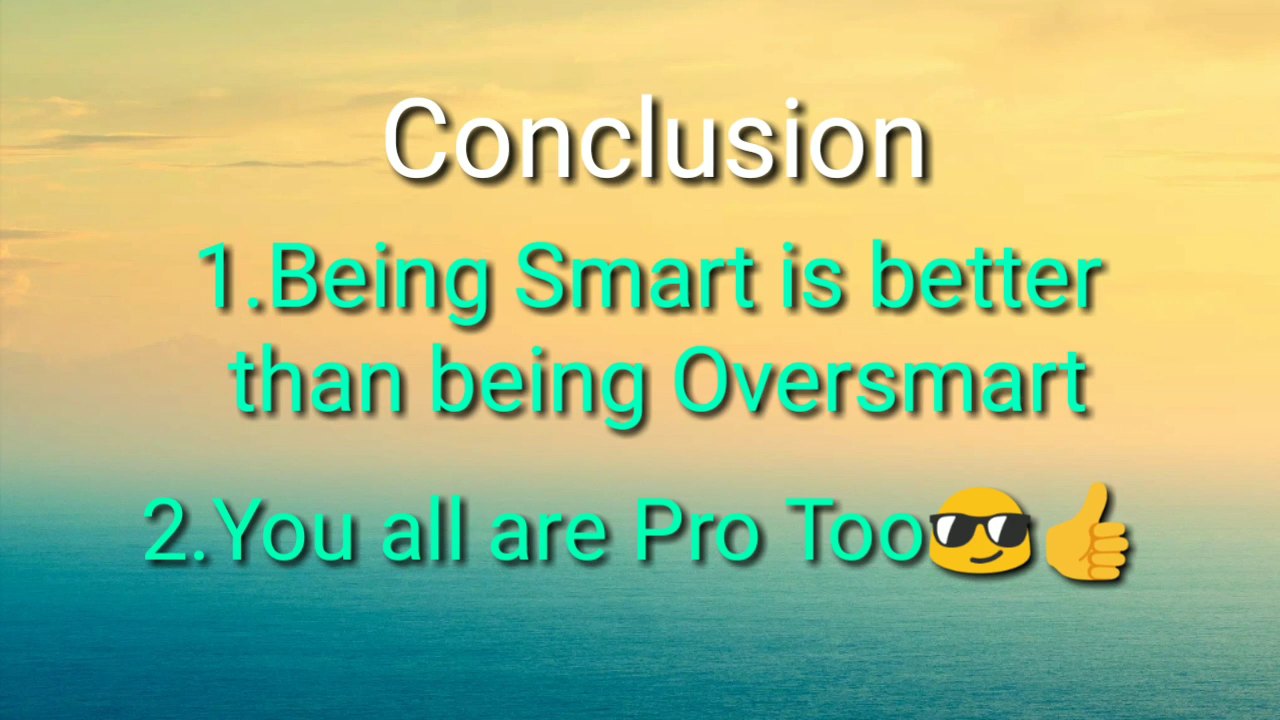 Conclusion
1.Being Smart is better
than being Oversmart
2.You all are Pro Too😎👍